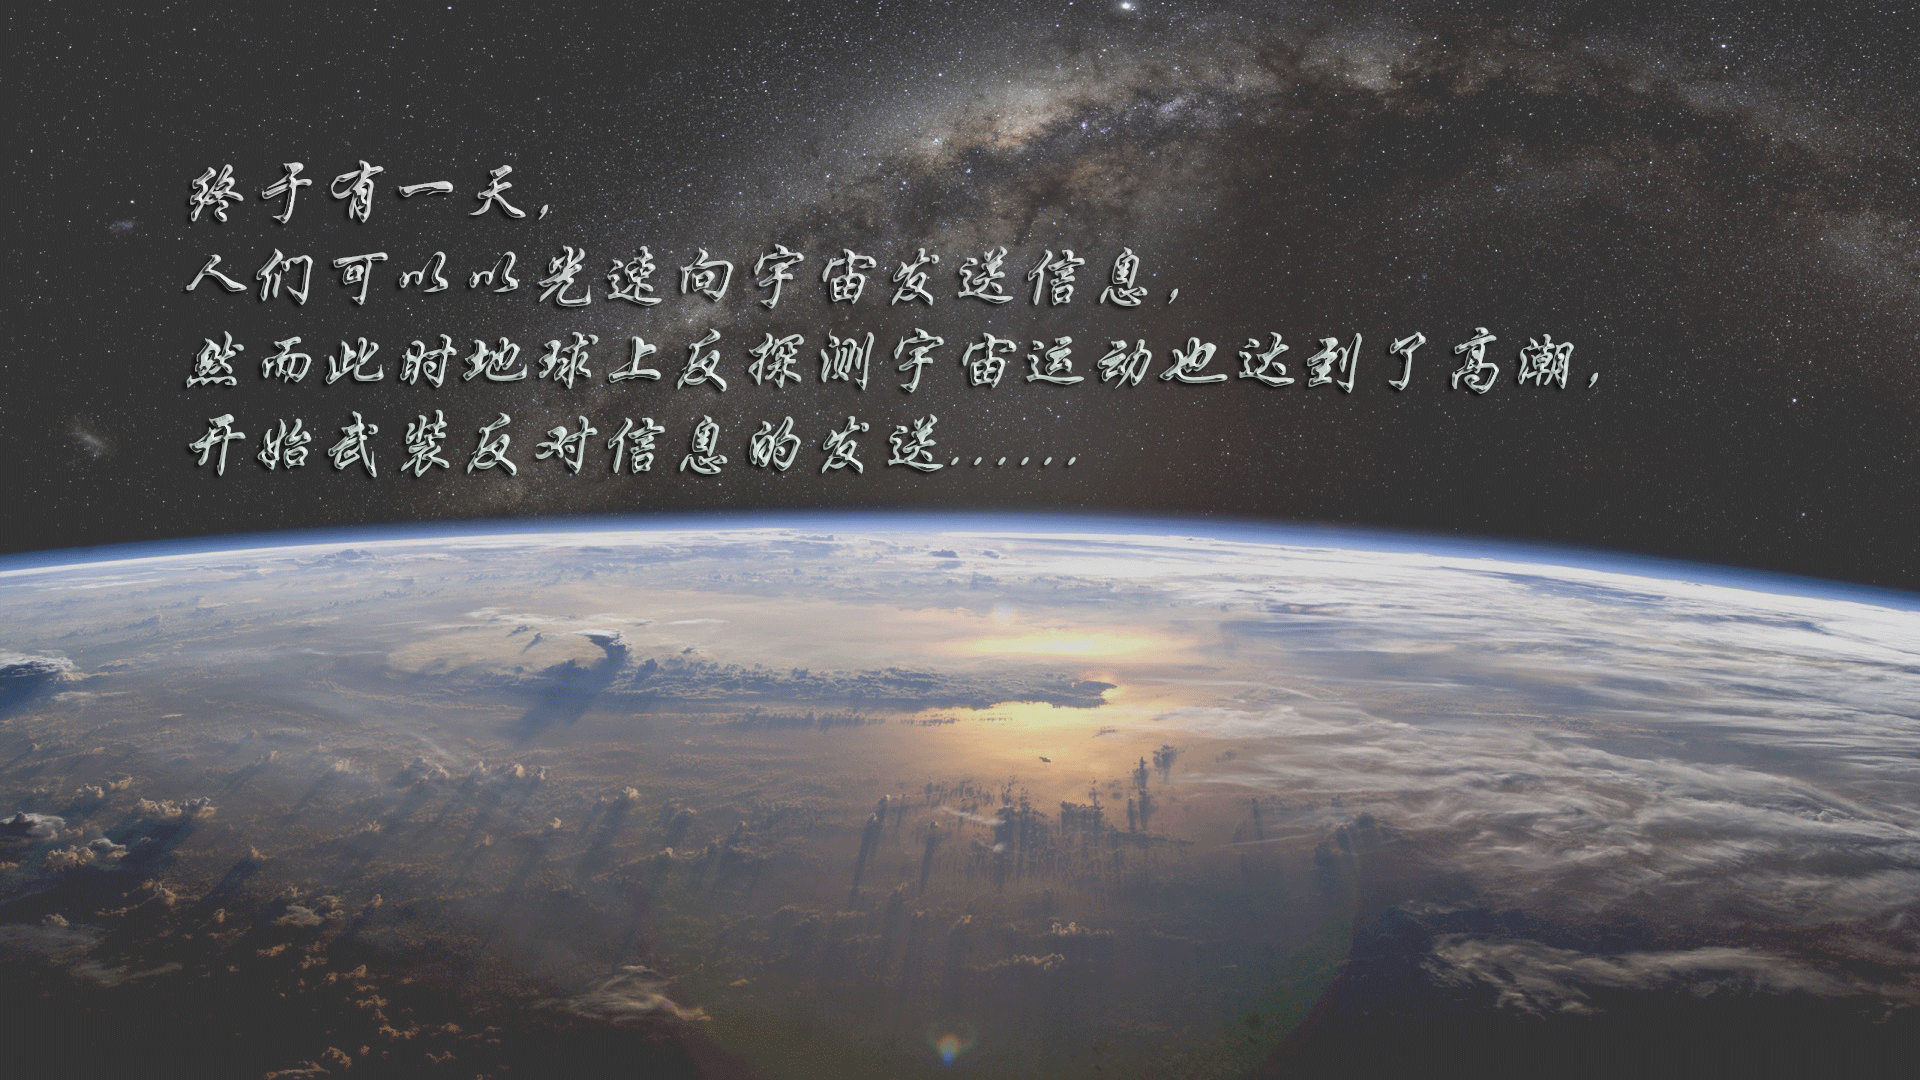 终于有一天,
人们可以以光速向宇宙发送信息,
然而此时地球上反探测宇宙运动也达到了高潮,
开始武装反对信息的发送......